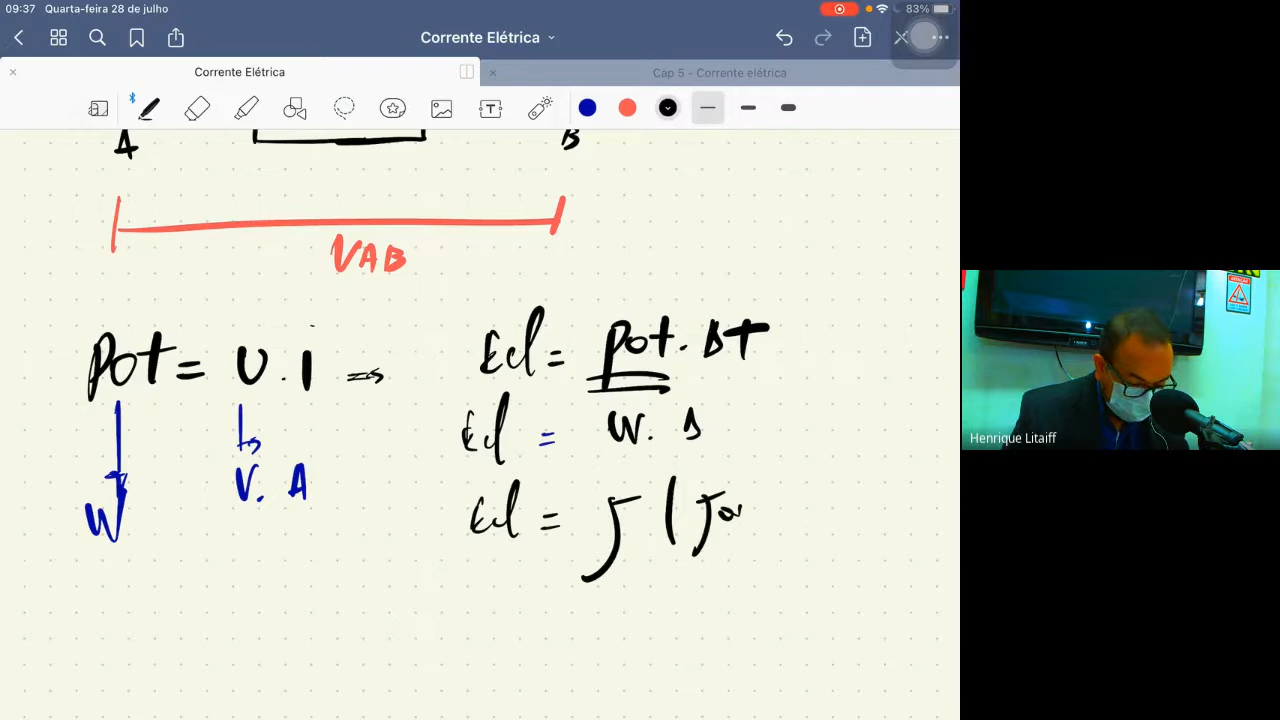 09:37 Quarta-feira 28 de julho
83%
Corrente Elétrica
Corrente Elétrica
Cap 5 - Corrente elétrica
A B
VAB
Pot = U . i ⇒
Eel = Pot . Δt
Eel = W . s
Eel = J ( Jo
W
V . A
Henrique Litaiff